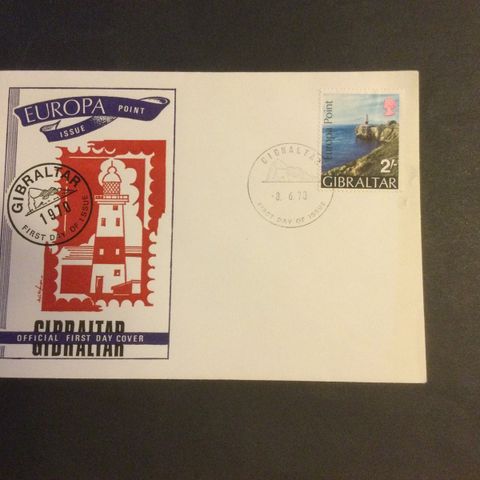 EUROPA POINT
ISSUE
GIBRALTAR
1970
FIRST DAY OF ISSUE
GIBRALTAR
OFFICIAL FIRST DAY COVER
GIBRALTAR
GIBRALTAR
-8. 6. 70
FIRST DAY OF ISSUE
Europa Point
2/-
GIBRALTAR